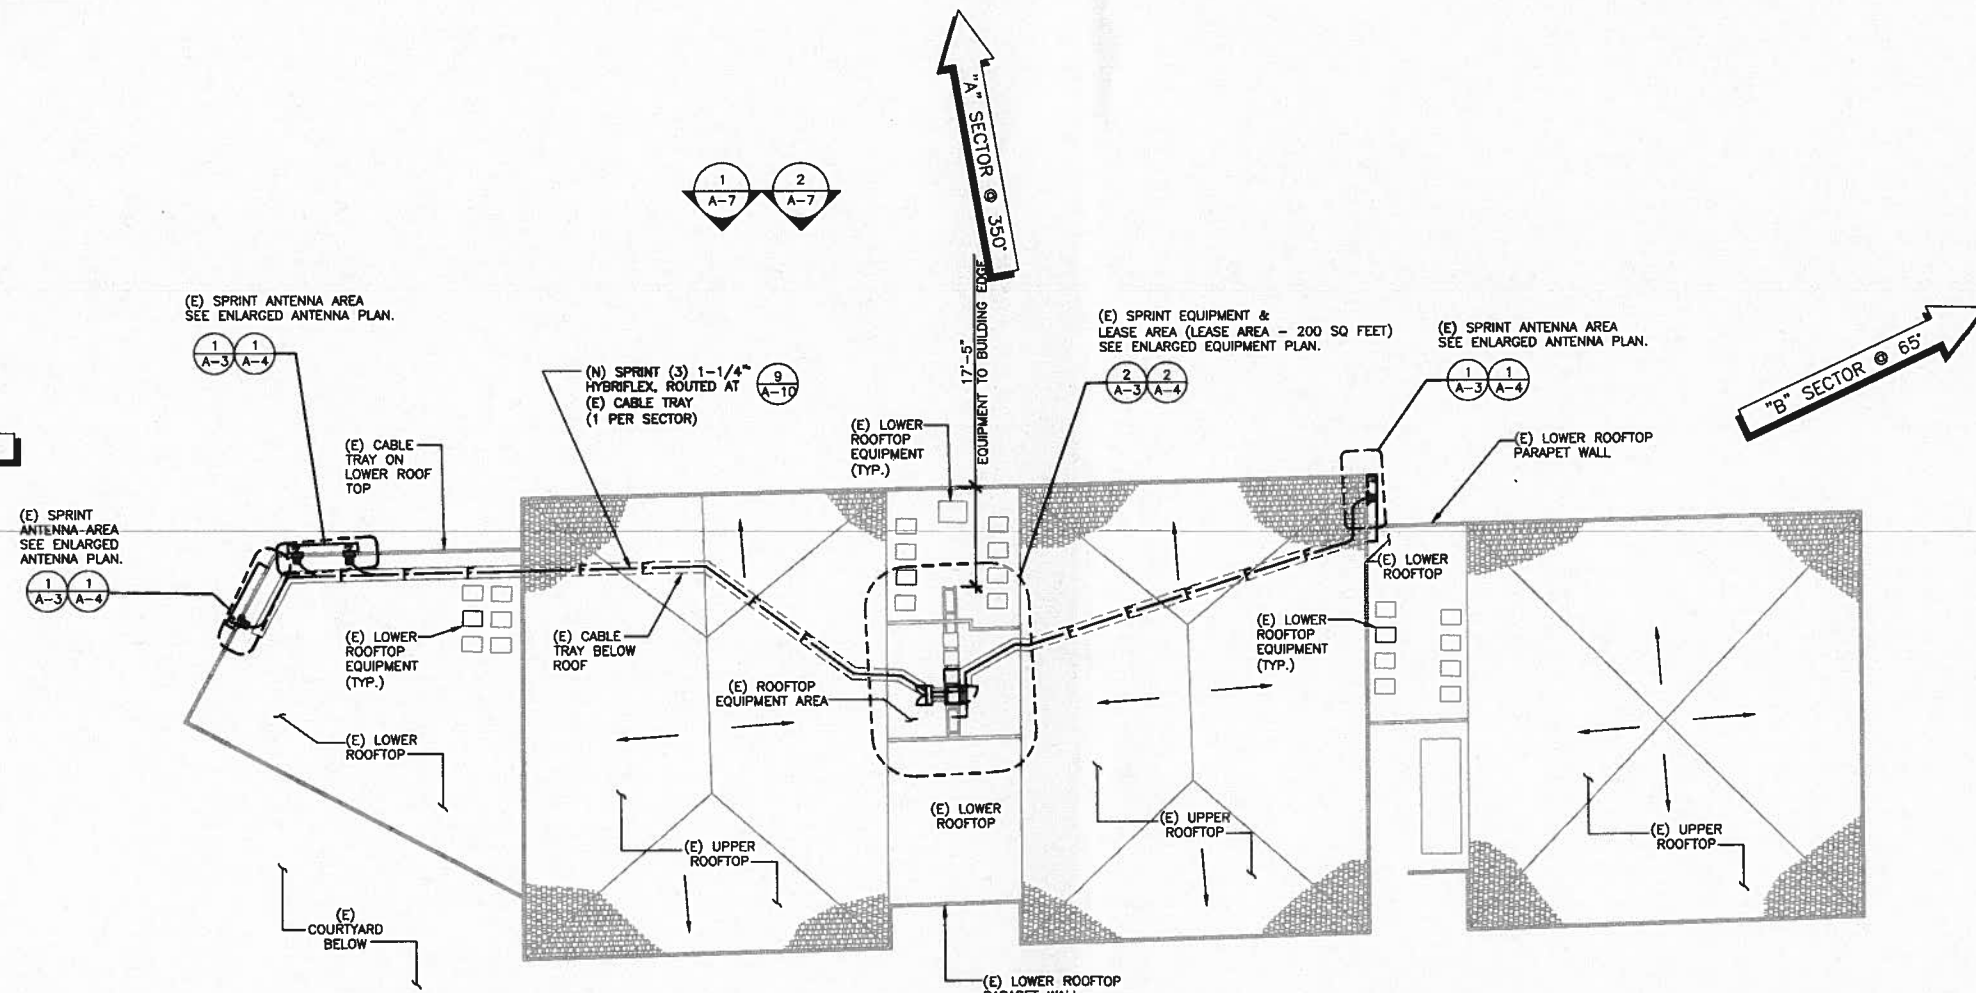 "A" SECTOR @ 350°
1
A-7
2
A-7
17'-5"
EQUIPMENT TO BUILDING EDGE
(E) SPRINT ANTENNA AREA
SEE ENLARGED ANTENNA PLAN.
1
A-3
1
A-4
(N) SPRINT (3) 1-1/4"
HYBRIFLEX, ROUTED AT
(E) CABLE TRAY
(1 PER SECTOR)
9
A-10
(E) SPRINT EQUIPMENT &
LEASE AREA (LEASE AREA - 200 SQ FEET)
SEE ENLARGED EQUIPMENT PLAN.
2
A-3
2
A-4
(E) SPRINT ANTENNA AREA
SEE ENLARGED ANTENNA PLAN.
1
A-3
1
A-4
"B" SECTOR @ 65°
(E) CABLE
TRAY ON
LOWER ROOF
TOP
(E) LOWER
ROOFTOP
EQUIPMENT
(TYP.)
(E) LOWER ROOFTOP
PARAPET WALL
(E) SPRINT
ANTENNA AREA
SEE ENLARGED
ANTENNA PLAN.
1
A-3
1
A-4
(E) LOWER
ROOFTOP
(E) LOWER
ROOFTOP
EQUIPMENT
(TYP.)
(E) CABLE
TRAY BELOW
ROOF
(E) LOWER
ROOFTOP
EQUIPMENT
(TYP.)
(E) ROOFTOP
EQUIPMENT AREA
(E) LOWER
ROOFTOP
(E) LOWER
ROOFTOP
(E) UPPER
ROOFTOP
(E) UPPER
ROOFTOP
(E) UPPER
ROOFTOP
(E)
COURTYARD
BELOW
(E) LOWER ROOFTOP
PARAPET WALL